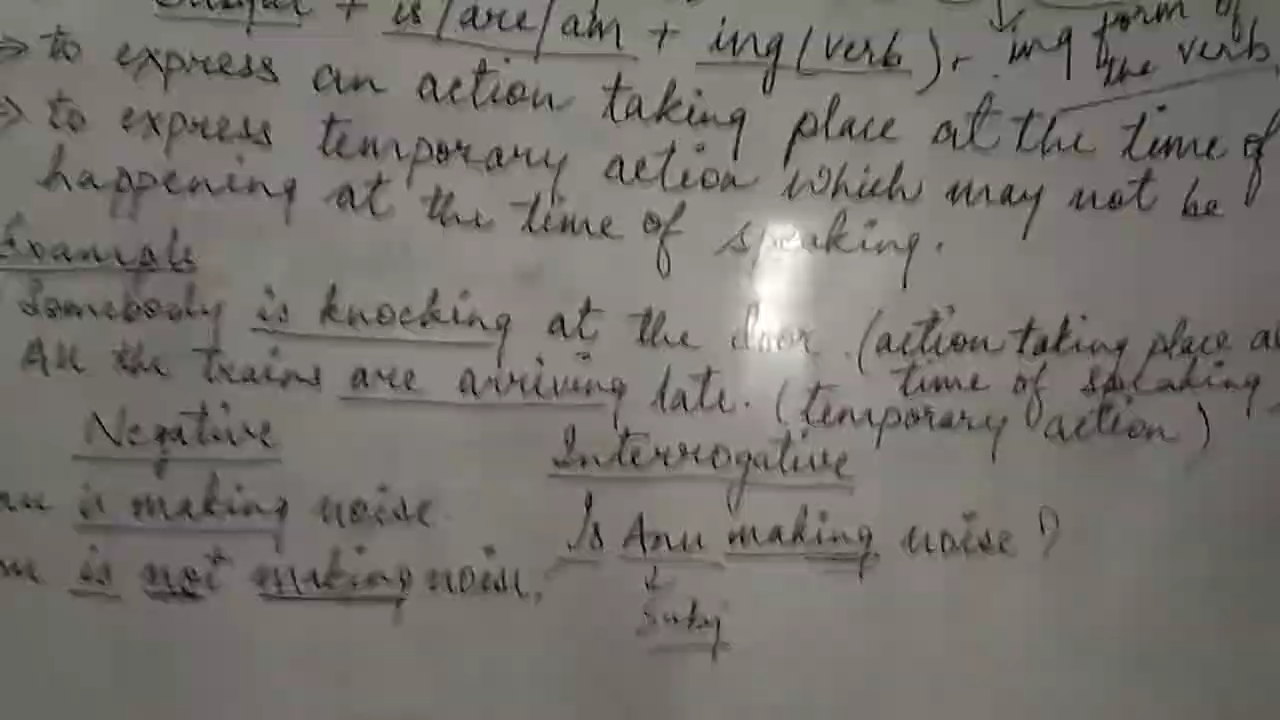 + is/are/am + ing (verb). ing form of the verb.
⇒ to express an action taking place at the time of
⇒ to express temporary action which may not be
happening at the time of speaking.
Example
Somebody is knocking at the door. (action taking place
time of speaking
All the trains are arriving late. (temporary action)
Negative
Interrogative
is making noise.
Is Anu making noise?
is not making noise.
Subj